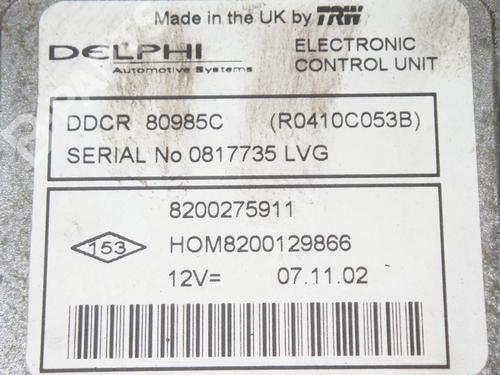 Made in the UK by TRW
DELPHI
Automotive Systems
ELECTRONIC
CONTROL UNIT
DDCR 80985C (R0410C053B)
SERIAL No 0817735 LVG
8200275911
153
HOM8200129866
12V= 07.11.02